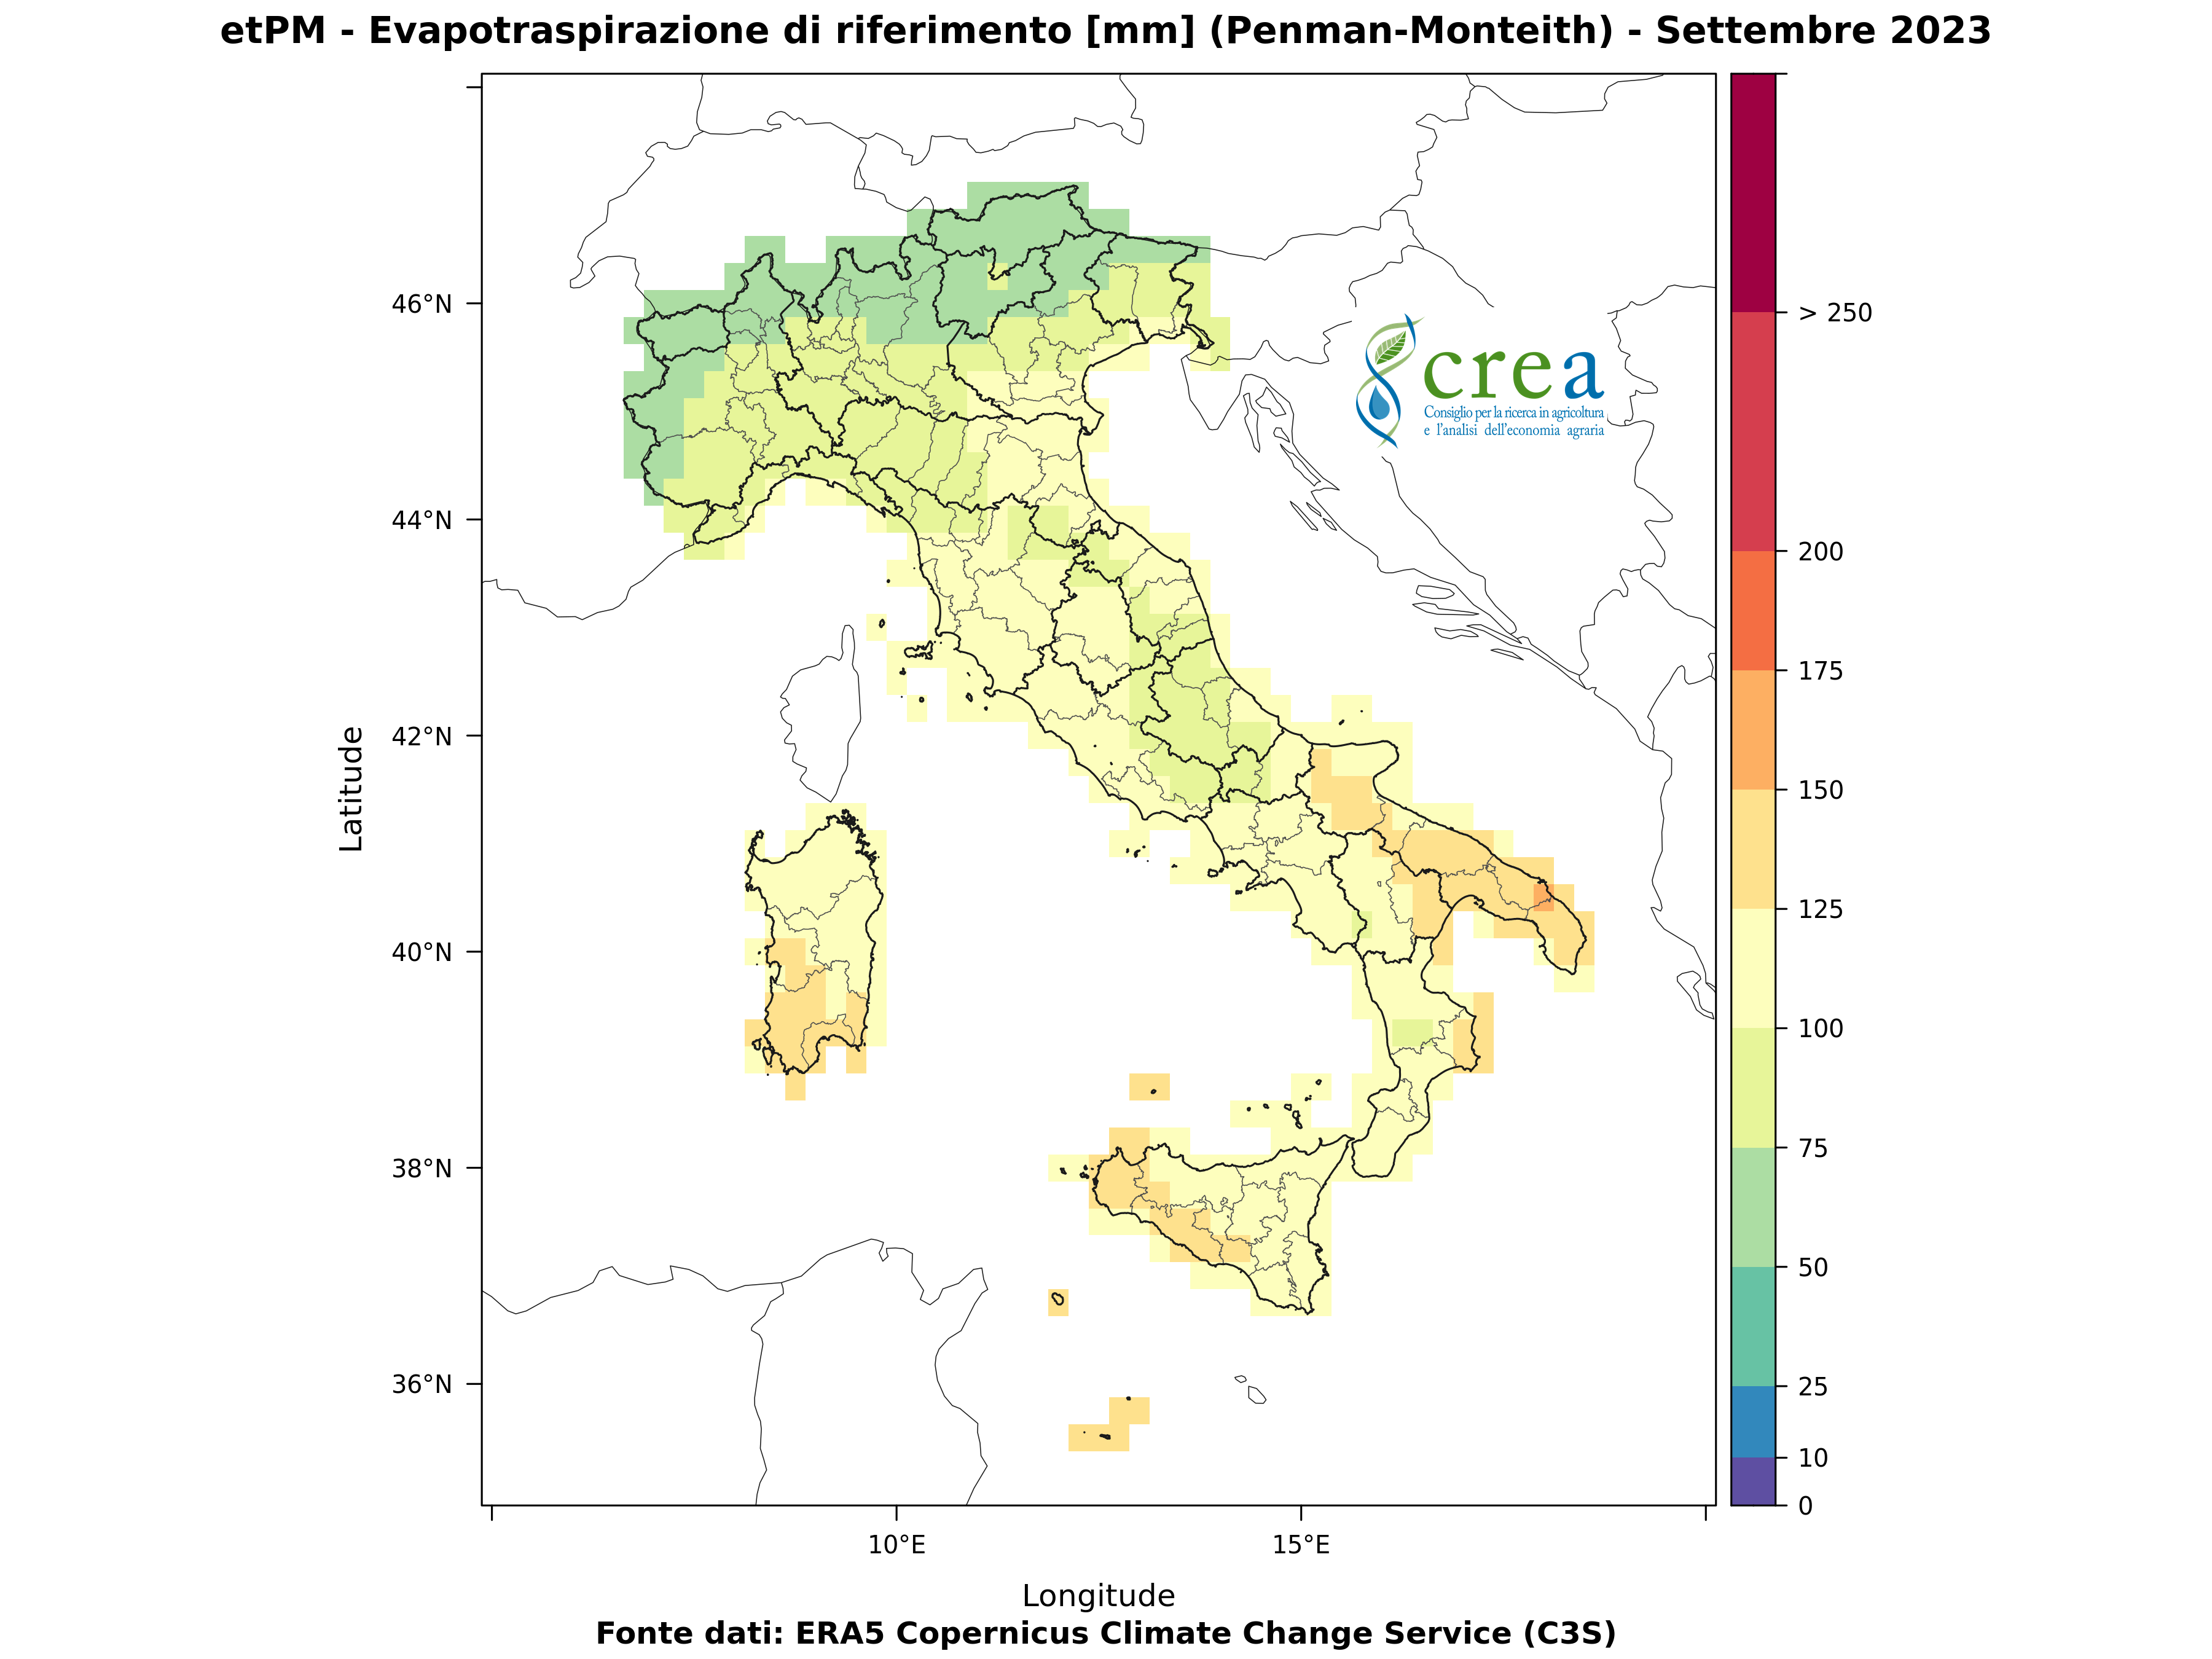 etPM - Evapotraspirazione di riferimento [mm] (Penman-Monteith) - Settembre 2023
> 250
200
175
150
125
100
75
50
25
10
0
46°N
44°N
42°N
40°N
38°N
36°N
Latitude
crea
Consiglio per la ricerca in agricoltura
e l'analisi dell'economia agraria
10°E
15°E
Longitude
Fonte dati: ERA5 Copernicus Climate Change Service (C3S)